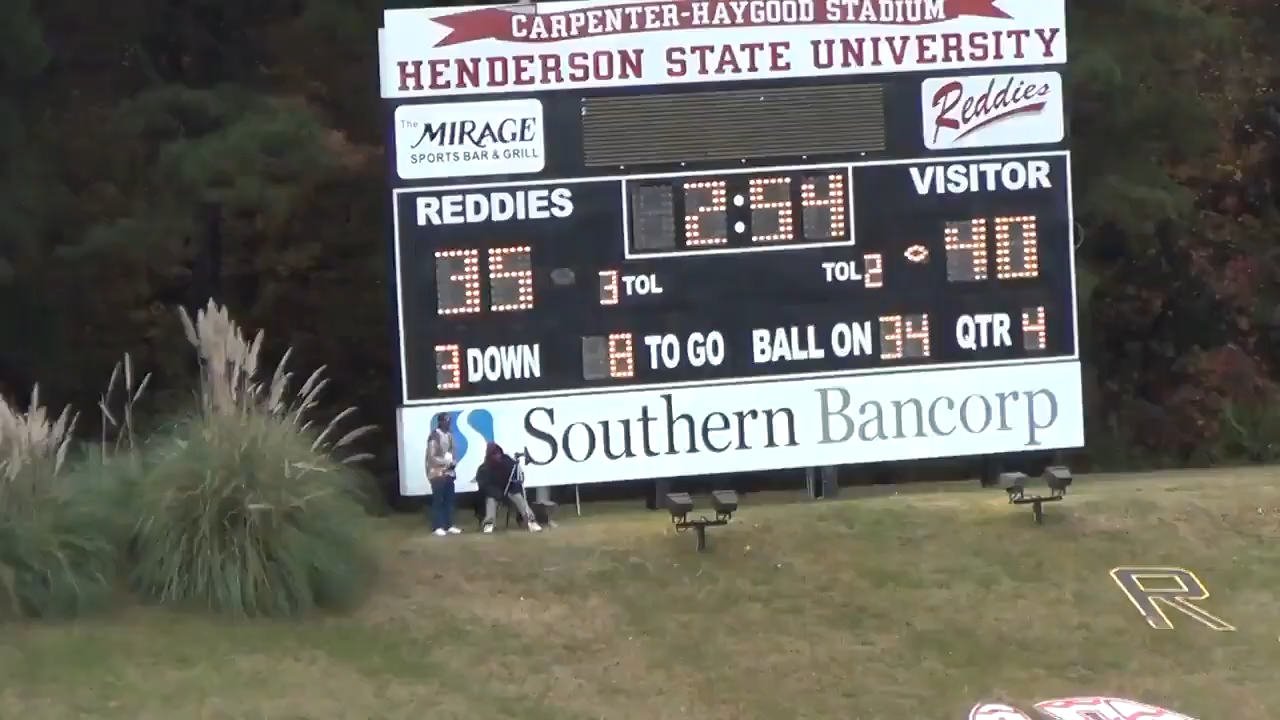 CARPENTER-HAYGOOD STADIUM
HENDERSON STATE UNIVERSITY
The
MIRAGE
SPORTS BAR & GRILL
Reddies
REDDIES 2:54 VISITOR
35 3 TOL TOL 2 40
3 DOWN 8 TO GO BALL ON 34 QTR 4
Southern Bancorp
R